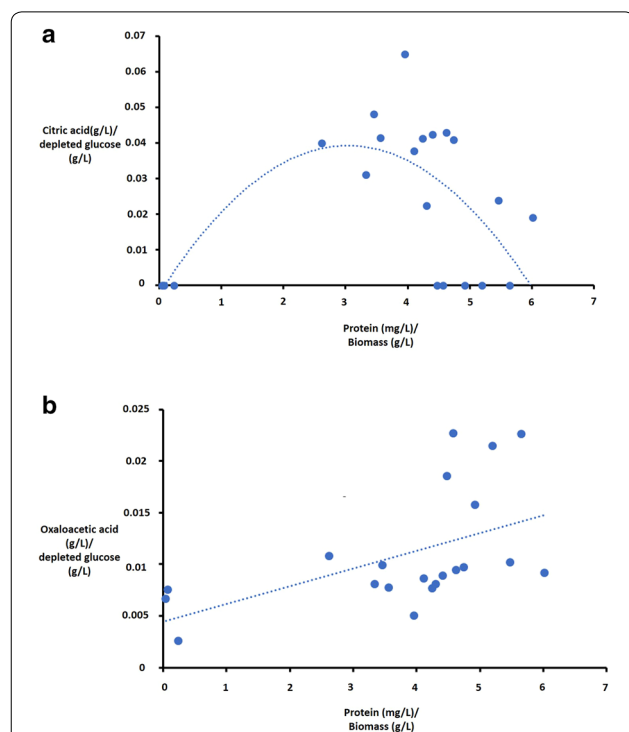 a
0.07
0.06
0.05
Citric acid(g/L)/
depleted glucose
(g/L)
0.04
0.03
0.02
0.01
0
0 1 2 3 4 5 6 7
Protein (mg/L)/
Biomass (g/L)
b
0.025
0.02
0.015
Oxaloacetic acid
(g/L)/
depleted glucose
(g/L)
0.01
0.005
0
0 1 2 3 4 5 6 7
Protein (mg/L)/
Biomass (g/L)